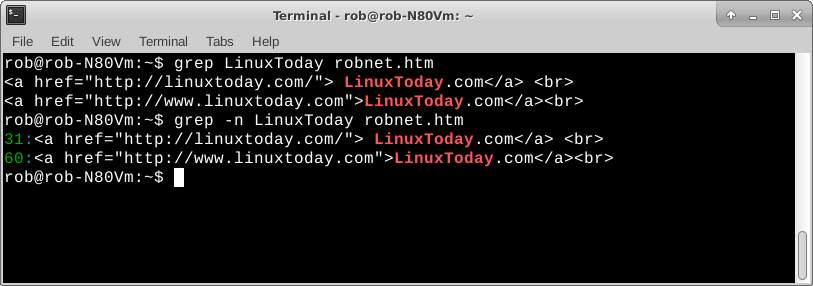 Terminal - rob@rob-N80Vm: ~
File Edit View Terminal Tabs Help
rob@rob-N80Vm:~$ grep LinuxToday robnet.htm
<a href="http://linuxtoday.com/"> LinuxToday.com</a> <br>
<a href="http://www.linuxtoday.com">LinuxToday.com</a><br>
rob@rob-N80Vm:~$ grep -n LinuxToday robnet.htm
31:<a href="http://linuxtoday.com/"> LinuxToday.com</a> <br>
60:<a href="http://www.linuxtoday.com">LinuxToday.com</a><br>
rob@rob-N80Vm:~$